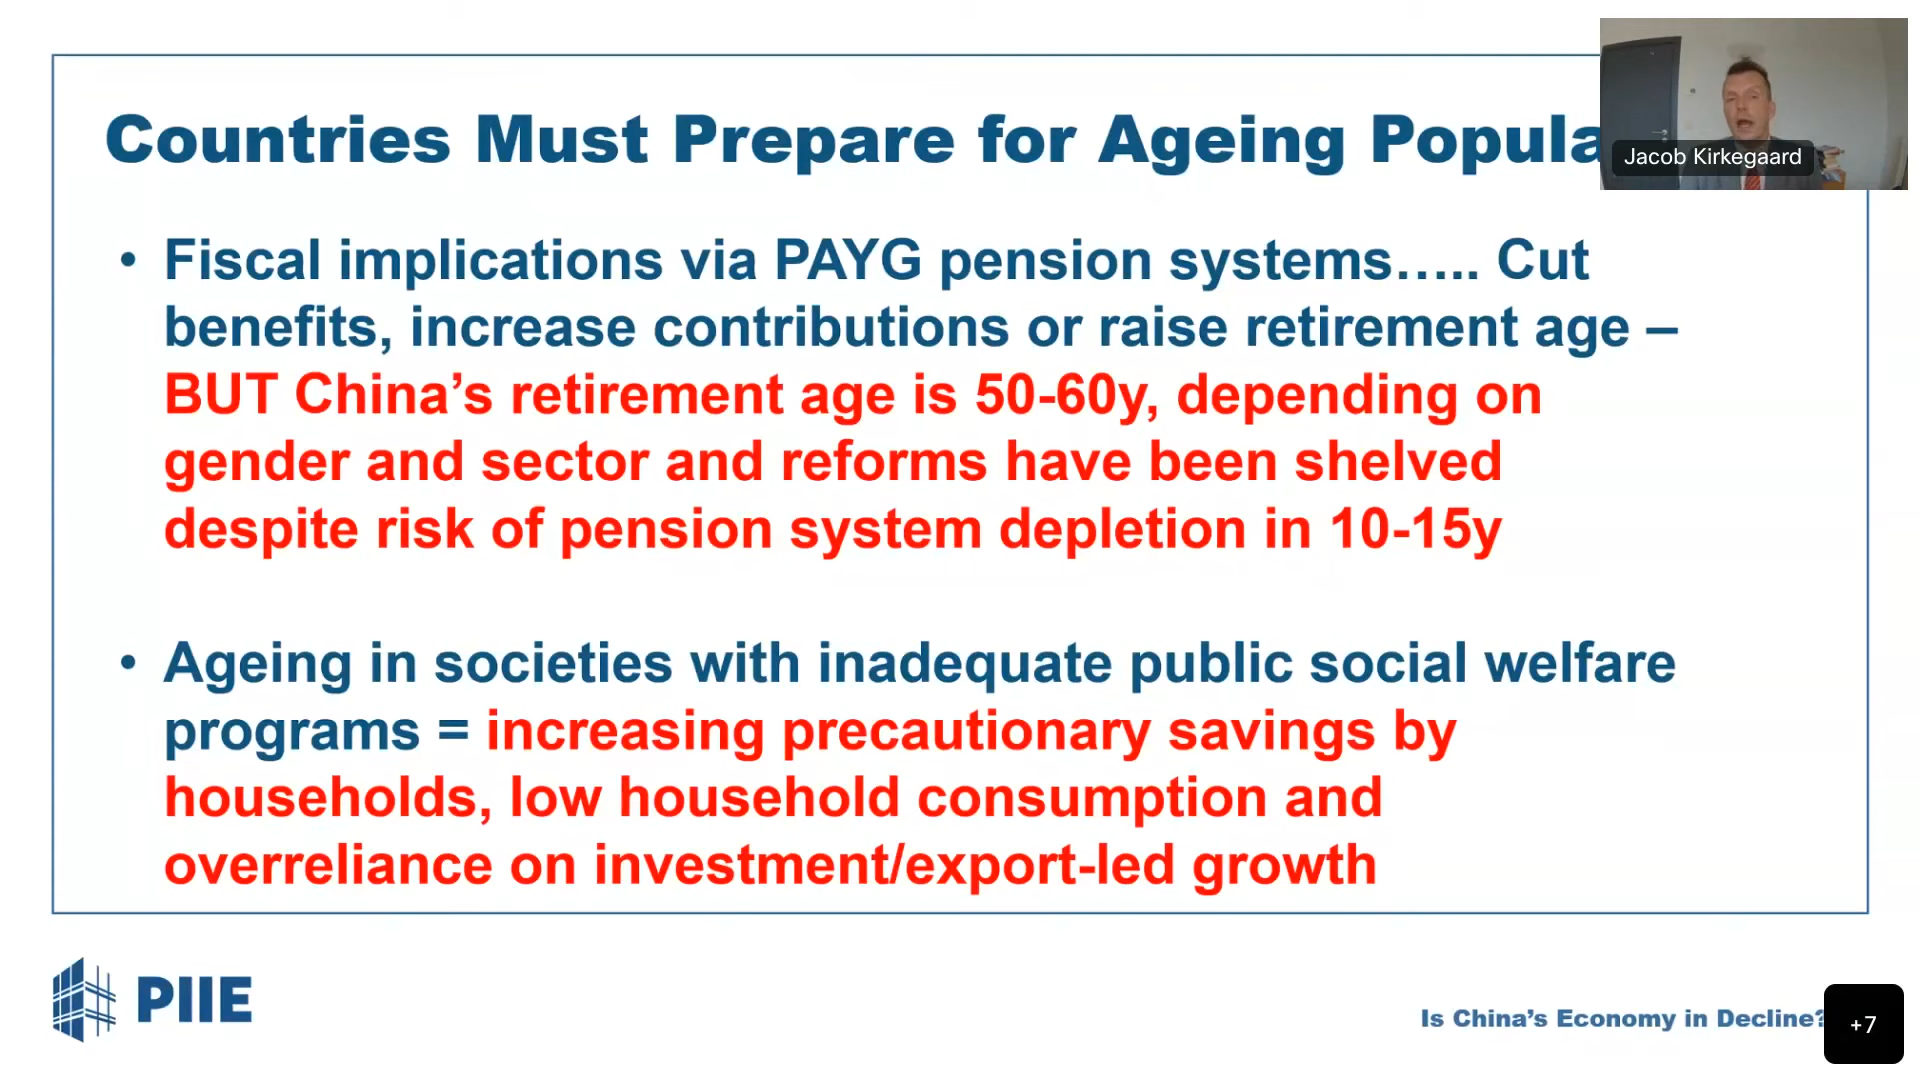 Countries Must Prepare for Ageing Popula
Jacob Kirkegaard
• Fiscal implications via PAYG pension systems….. Cut
benefits, increase contributions or raise retirement age –
BUT China’s retirement age is 50-60y, depending on
gender and sector and reforms have been shelved
despite risk of pension system depletion in 10-15y
• Ageing in societies with inadequate public social welfare
programs = increasing precautionary savings by
households, low household consumption and
overreliance on investment/export-led growth
PIIE
Is China’s Economy in Decline?
+7